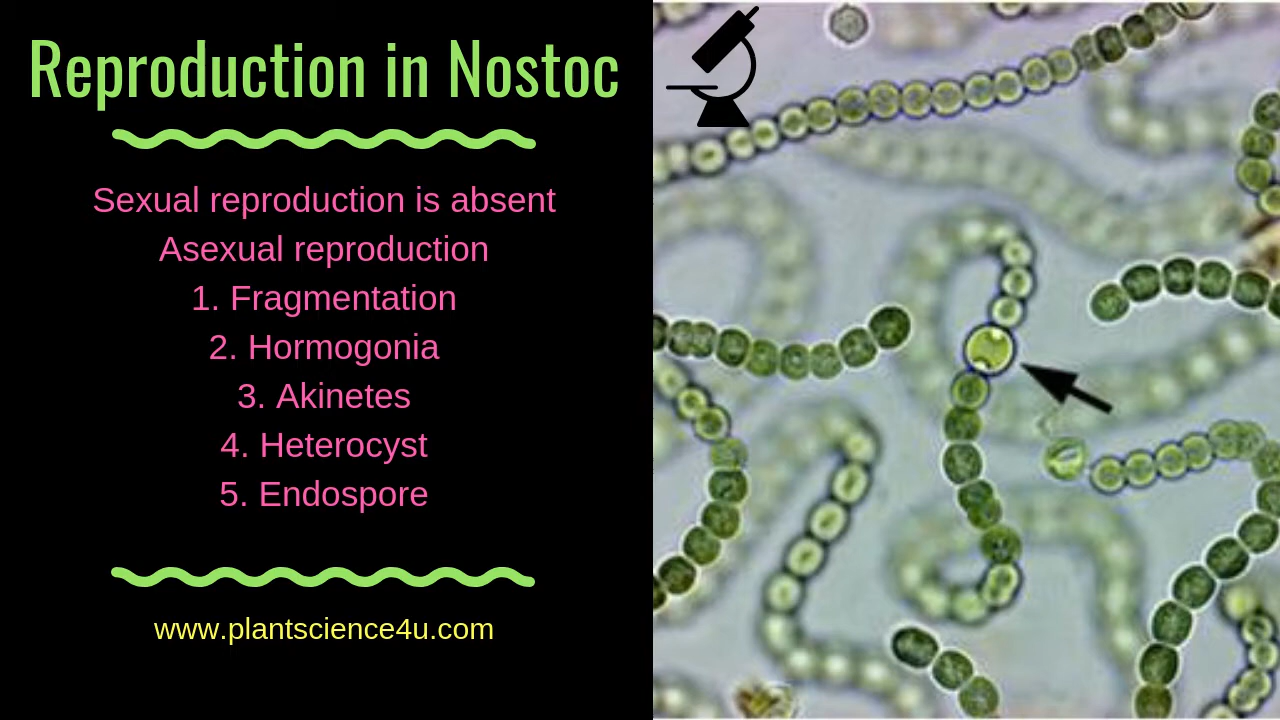 Reproduction in Nostoc
Sexual reproduction is absent
Asexual reproduction
1. Fragmentation
2. Hormogonia
3. Akinetes
4. Heterocyst
5. Endospore
www.plantscience4u.com